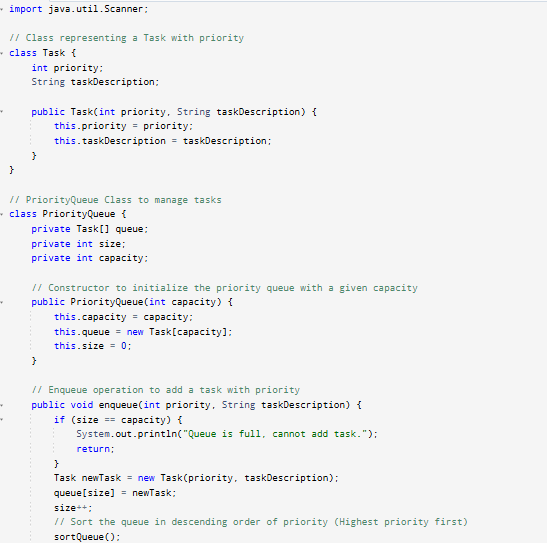 import java.util.Scanner;
// Class representing a Task with priority
class Task {
    int priority;
    String taskDescription;
    public Task(int priority, String taskDescription) {
        this.priority = priority;
        this.taskDescription = taskDescription;
    }
}
// PriorityQueue Class to manage tasks
class PriorityQueue {
    private Task[] queue;
    private int size;
    private int capacity;
    // Constructor to initialize the priority queue with a given capacity
    public PriorityQueue(int capacity) {
        this.capacity = capacity;
        this.queue = new Task[capacity];
        this.size = 0;
    }
    // Enqueue operation to add a task with priority
    public void enqueue(int priority, String taskDescription) {
        if (size == capacity) {
            System.out.println("Queue is full, cannot add task.");
            return;
        }
        Task newTask = new Task(priority, taskDescription);
        queue[size] = newTask;
        size++;
        // Sort the queue in descending order of priority (Highest priority first)
        sortQueue();